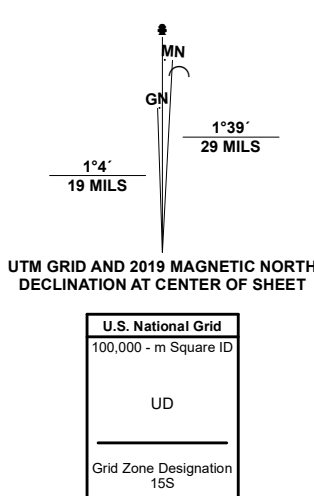 MN
GN
1°39´
29 MILS
1°4´
19 MILS
UTM GRID AND 2019 MAGNETIC NORTH
DECLINATION AT CENTER OF SHEET
U.S. National Grid
100,000 - m Square ID
UD
Grid Zone Designation
15S